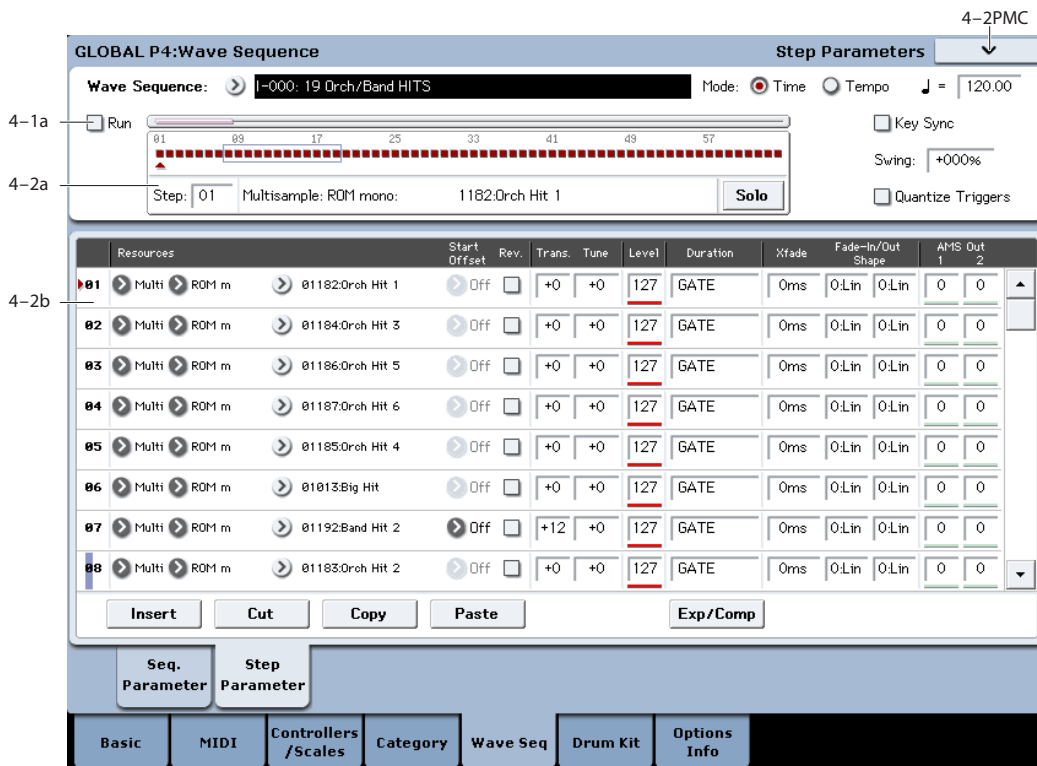 4–2PMC
GLOBAL P4:Wave Sequence Step Parameters
Wave Sequence: I-000: 19 Orch/Band HITS Mode: Time Tempo ♩ = 120.00
4–1a Run Key Sync
01 09 17 25 33 41 49 57
Swing: +000%
4–2a Step: 01 Multisample: ROM mono: 1182:Orch Hit 1 Solo Quantize Triggers
Resources Start Offset Rev. Trans. Tune Level Duration Xfade Fade-In/Out Shape AMS Out 1 2
01 Multi ROM m 01182:Orch Hit 1 Off +0 +0 127 GATE 0ms 0:Lin 0:Lin 0 0
4–2b
02 Multi ROM m 01184:Orch Hit 3 Off +0 +0 127 GATE 0ms 0:Lin 0:Lin 0 0
03 Multi ROM m 01186:Orch Hit 5 Off +0 +0 127 GATE 0ms 0:Lin 0:Lin 0 0
04 Multi ROM m 01187:Orch Hit 6 Off +0 +0 127 GATE 0ms 0:Lin 0:Lin 0 0
05 Multi ROM m 01185:Orch Hit 4 Off +0 +0 127 GATE 0ms 0:Lin 0:Lin 0 0
06 Multi ROM m 01013:Big Hit Off +0 +0 127 GATE 0ms 0:Lin 0:Lin 0 0
07 Multi ROM m 01192:Band Hit 2 Off +12 +0 127 GATE 0ms 0:Lin 0:Lin 0 0
08 Multi ROM m 01183:Orch Hit 2 Off +0 +0 127 GATE 0ms 0:Lin 0:Lin 0 0
Insert Cut Copy Paste Exp/Comp
Seq. Parameter Step Parameter
Basic MIDI Controllers /Scales Category Wave Seq Drum Kit Options Info